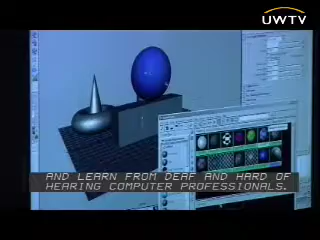 UWTV
AND LEARN FROM DEAF AND HARD OF
HEARING COMPUTER PROFESSIONALS.